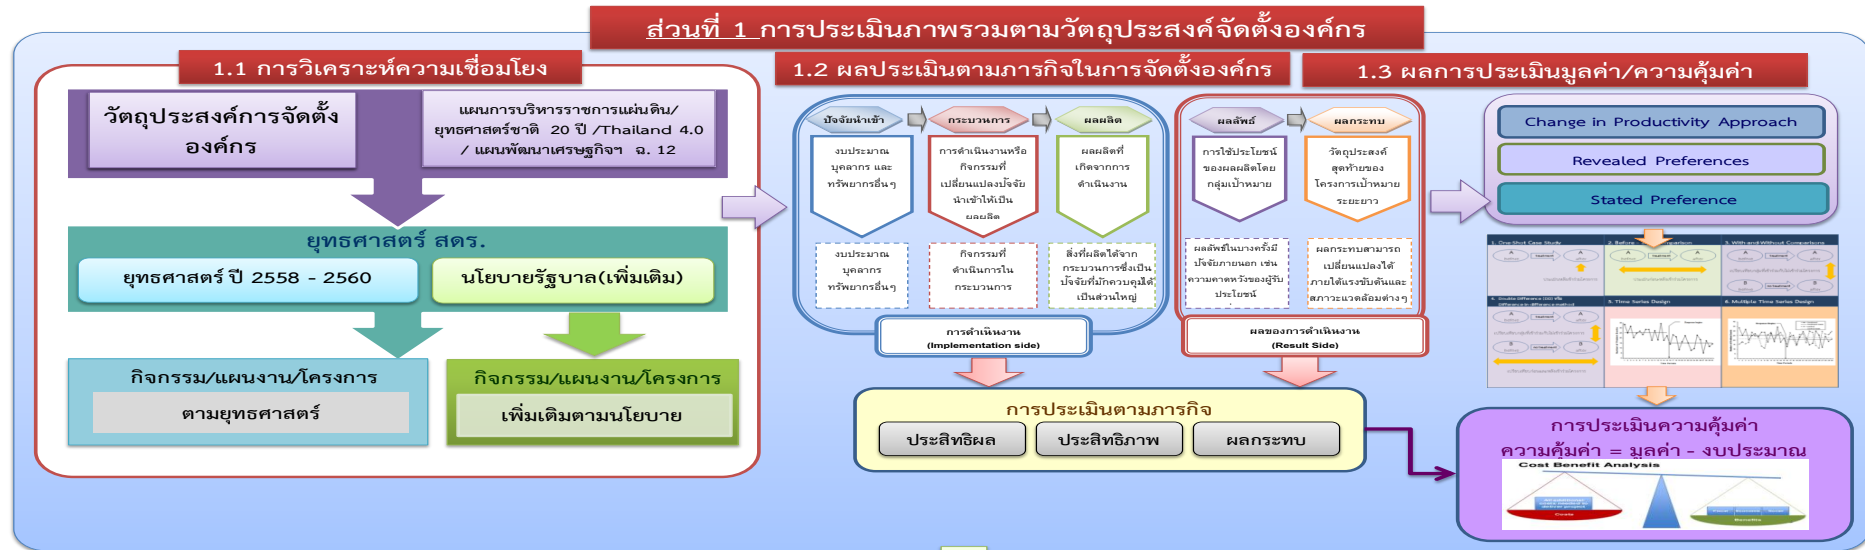 ส่วนที่ 1 การประเมินภาพรวมตามวัตถุประสงค์จัดตั้งองค์กร
1.1 การวิเคราะห์ความเชื่อมโยง
วัตถุประสงค์การจัดตั้ง
องค์กร
แผนการบริหารราชการแผ่นดิน/
ยุทธศาสตร์ชาติ 20 ปี /Thailand 4.0
/ แผนพัฒนาเศรษฐกิจฯ ฉ. 12
ยุทธศาสตร์ สดร.
ยุทธศาสตร์ ปี 2558 - 2560
นโยบายรัฐบาล(เพิ่มเติม)
กิจกรรม/แผนงาน/โครงการ
ตามยุทธศาสตร์
กิจกรรม/แผนงาน/โครงการ
เพิ่มเติมตามนโยบาย
1.2 ผลประเมินตามภารกิจในการจัดตั้งองค์กร
ปัจจัยนำเข้า
กระบวนการ
ผลผลิต
งบประมาณ
บุคลากร และ
ทรัพยากรอื่นๆ
การดำเนินงานหรือ
กิจกรรมที่
เปลี่ยนแปลงปัจจัย
นำเข้าให้เป็น
ผลผลิต
ผลผลิตที่
เกิดจากการ
ดำเนินงาน
งบประมาณ
บุคลากร
ทรัพยากรอื่นๆ
กิจกรรมที่
ดำเนินการใน
กระบวนการ
สิ่งที่ผลิตได้จาก
กระบวนการซึ่งเป็น
ปัจจัยที่มักควบคุมได้
เป็นส่วนใหญ่
การดำเนินงาน
(Implementation side)
ผลลัพธ์
ผลกระทบ
การใช้ประโยชน์
ของผลผลิตโดย
กลุ่มเป้าหมาย
วัตถุประสงค์
สุดท้ายของ
โครงการเป้าหมาย
ระยะยาว
ผลลัพธ์ในบางครั้งมี
ปัจจัยภายนอก เช่น
ความคาดหวังของผู้รับ
ประโยชน์
ผลกระทบสามารถ
เปลี่ยนแปลงได้
ภายใต้แรงขับดันและ
สภาวะแวดล้อมต่างๆ
ผลของการดำเนินงาน
(Result Side)
การประเมินตามภารกิจ
ประสิทธิผล
ประสิทธิภาพ
ผลกระทบ
1.3 ผลการประเมินมูลค่า/ความคุ้มค่า
Change in Productivity Approach
Revealed Preferences
Stated Preference
1. One-Shot Case Study
3. With-and-Without Comparisons
5. Time Series Design
6. Multiple Time Series Design
การประเมินความคุ้มค่า
ความคุ้มค่า = มูลค่า - งบประมาณ
Cost Benefit Analysis
Costs
Benefits